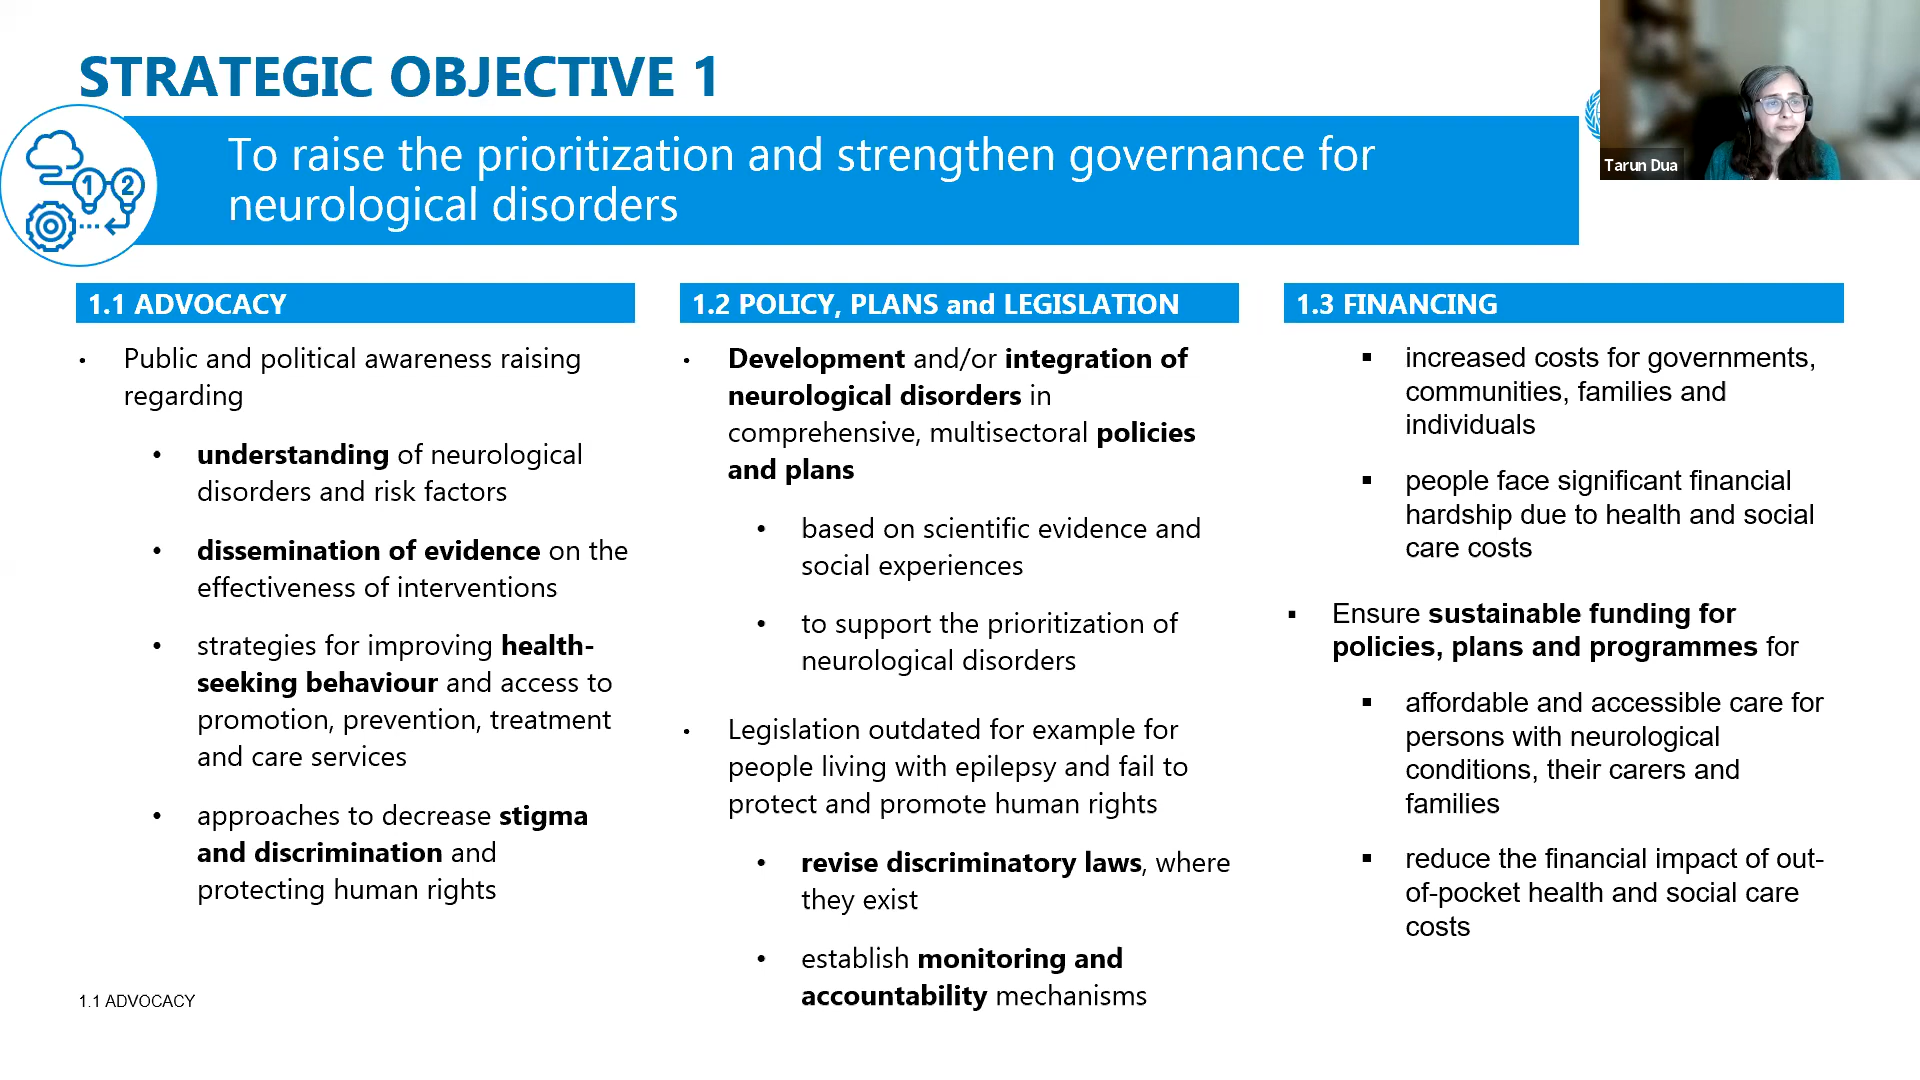 STRATEGIC OBJECTIVE 1
To raise the prioritization and strengthen governance for
neurological disorders
1 2
Tarun Dua
1.1 ADVOCACY
• Public and political awareness raising
regarding
• understanding of neurological
disorders and risk factors
• dissemination of evidence on the
effectiveness of interventions
• strategies for improving health-
seeking behaviour and access to
promotion, prevention, treatment
and care services
• approaches to decrease stigma
and discrimination and
protecting human rights
1.2 POLICY, PLANS and LEGISLATION
• Development and/or integration of
neurological disorders in
comprehensive, multisectoral policies
and plans
• based on scientific evidence and
social experiences
• to support the prioritization of
neurological disorders
• Legislation outdated for example for
people living with epilepsy and fail to
protect and promote human rights
• revise discriminatory laws, where
they exist
• establish monitoring and
accountability mechanisms
1.3 FINANCING
▪ increased costs for governments,
communities, families and
individuals
▪ people face significant financial
hardship due to health and social
care costs
▪ Ensure sustainable funding for
policies, plans and programmes for
▪ affordable and accessible care for
persons with neurological
conditions, their carers and
families
▪ reduce the financial impact of out-
of-pocket health and social care
costs
1.1 ADVOCACY